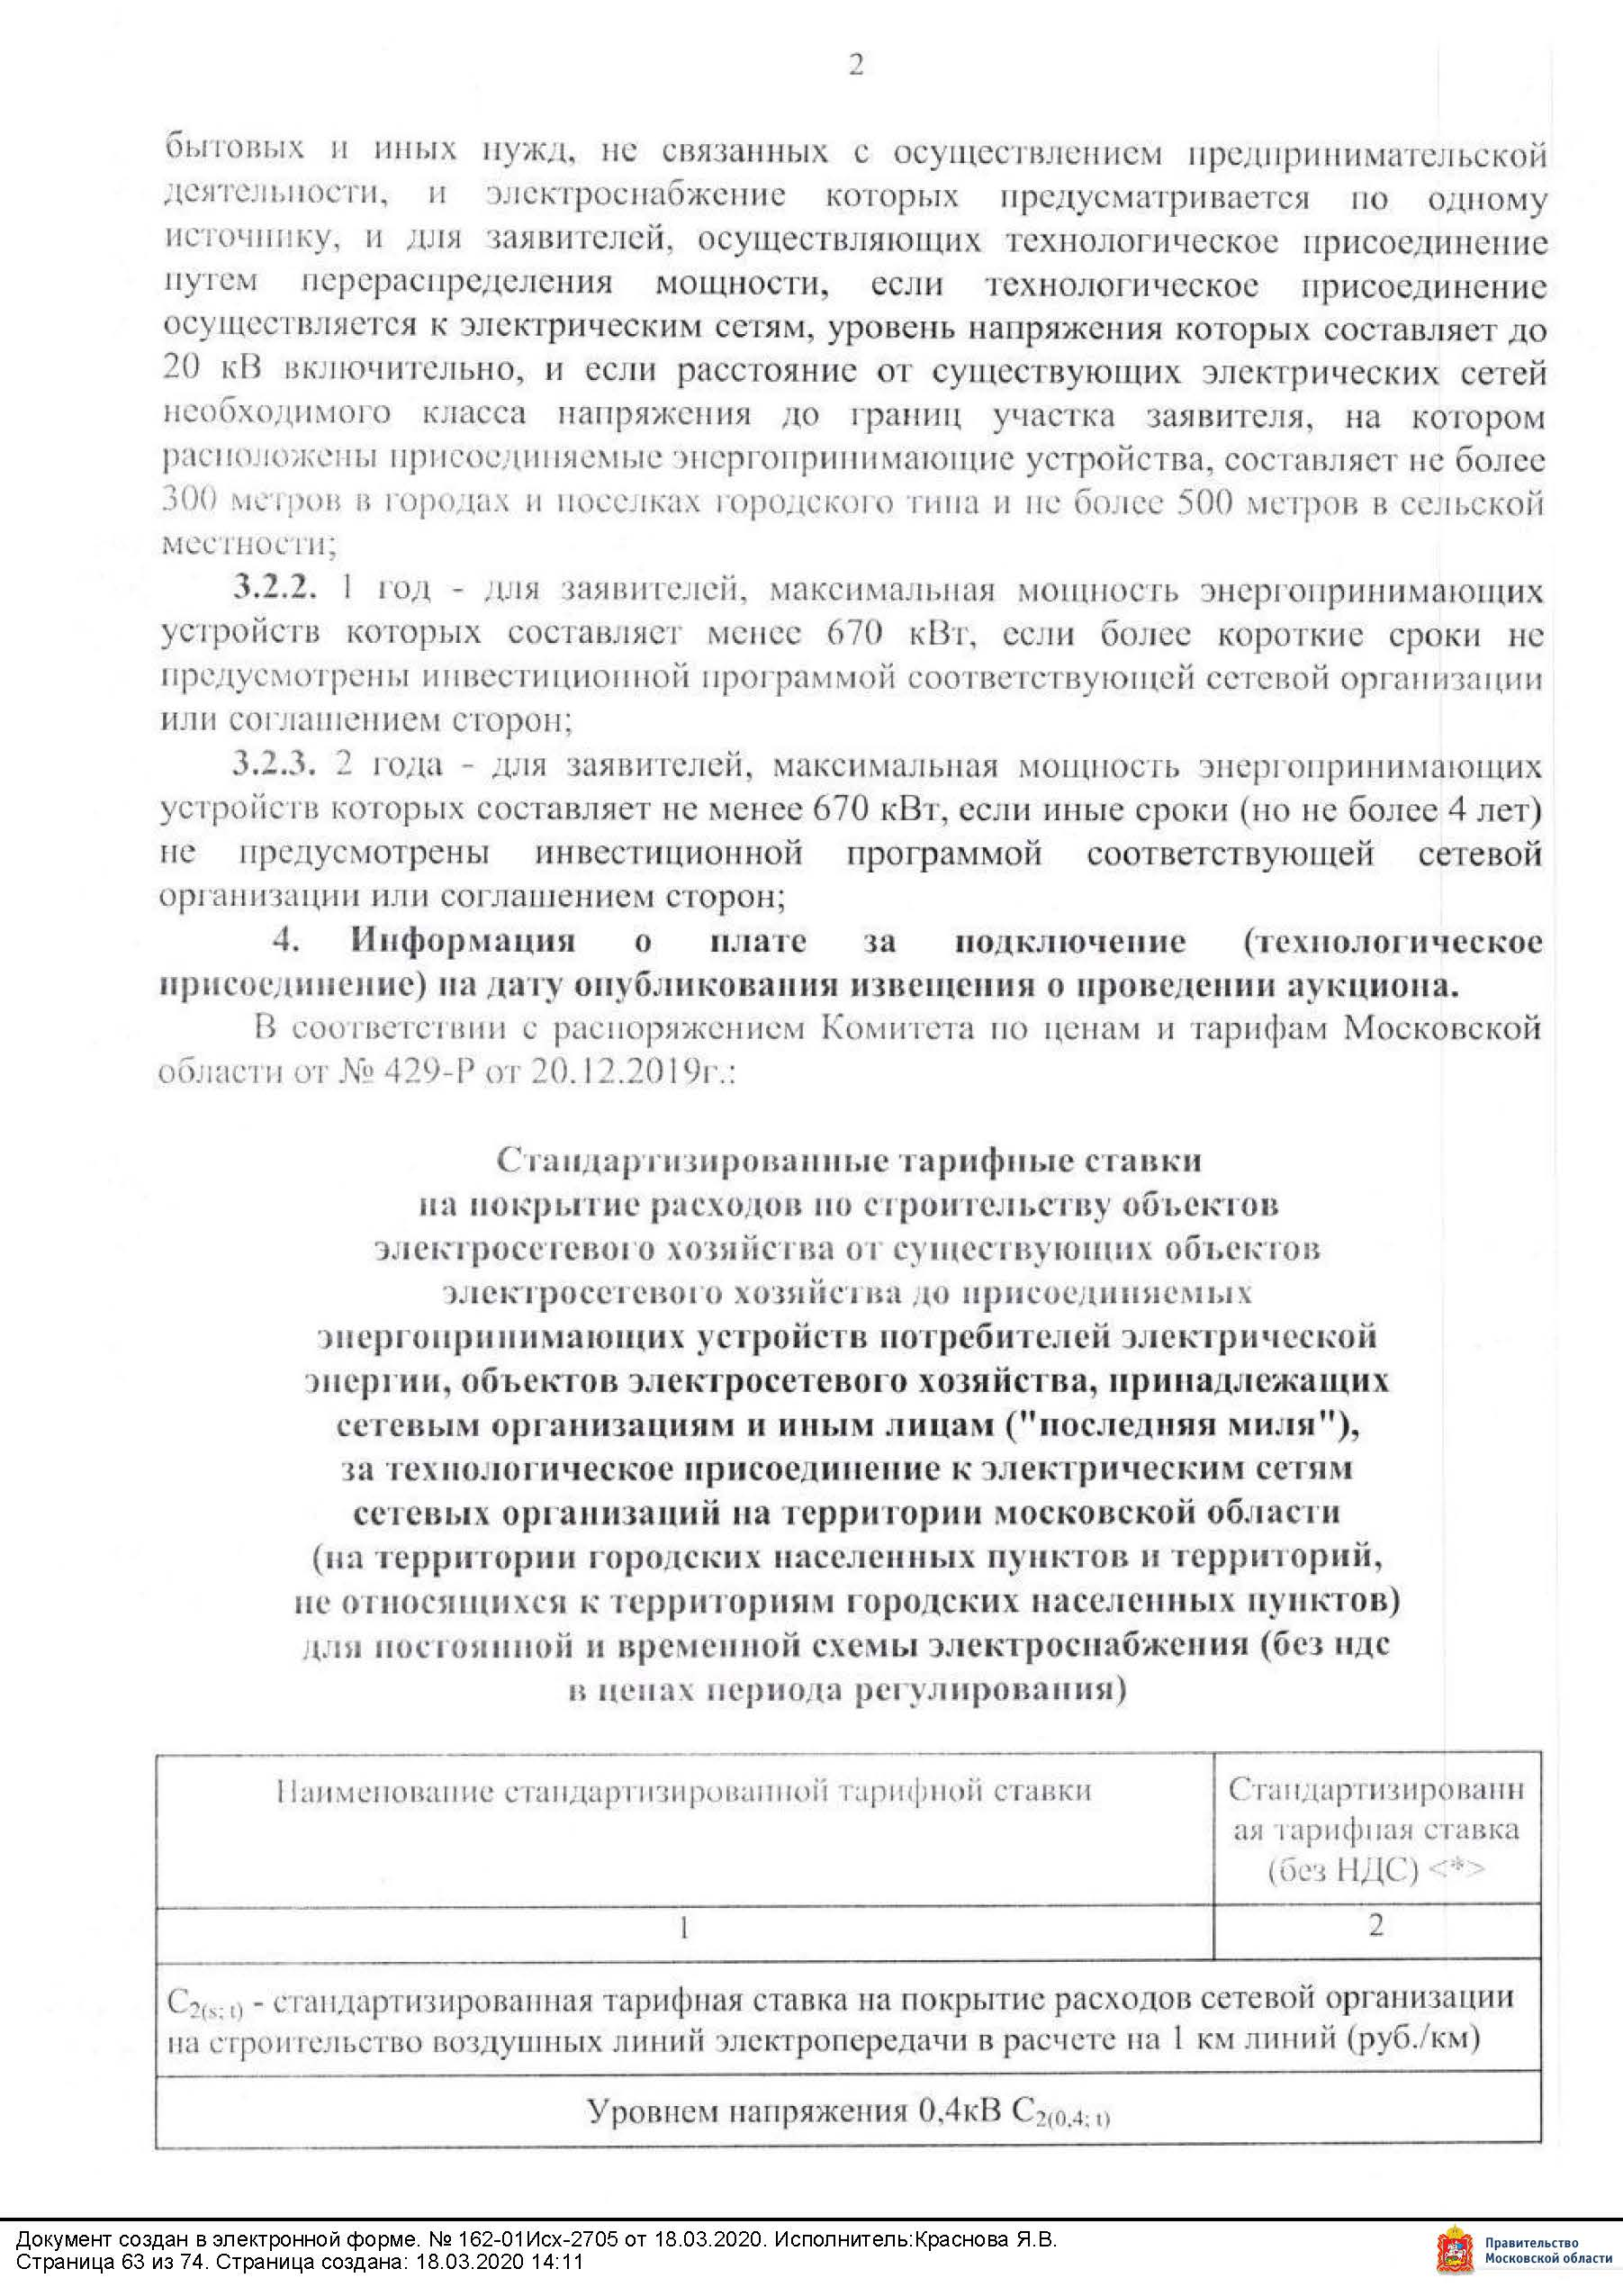 2
бытовых и иных нужд, не связанных с осуществлением предпринимательской
деятельности, и электроснабжение которых предусматривается по одному
источнику, и для заявителей, осуществляющих технологическое присоединение
путем перераспределения мощности, если технологическое присоединение
осуществляется к электрическим сетям, уровень напряжения которых составляет до
20 кВ включительно, и если расстояние от существующих электрических сетей
необходимого класса напряжения до границ участка заявителя, на котором
расположены присоединяемые энергопринимающие устройства, составляет не более
300 метров в городах и поселках городского типа и не более 500 метров в сельской
местности;
3.2.2. 1 год - для заявителей, максимальная мощность энергопринимающих
устройств которых составляет менее 670 кВт, если более короткие сроки не
предусмотрены инвестиционной программой соответствующей сетевой организации
или соглашением сторон;
3.2.3. 2 года - для заявителей, максимальная мощность энергопринимающих
устройств которых составляет не менее 670 кВт, если иные сроки (но не более 4 лет)
не предусмотрены инвестиционной программой соответствующей сетевой
организации или соглашением сторон;
4. Информация о плате за подключение (технологическое
присоединение) на дату опубликования извещения о проведении аукциона.
В соответствии с распоряжением Комитета по ценам и тарифам Московской
области от № 429-Р от 20.12.2019г.:
Стандартизированные тарифные ставки
на покрытие расходов по строительству объектов
электросетевого хозяйства от существующих объектов
электросетевого хозяйства до присоединяемых
энергопринимающих устройств потребителей электрической
энергии, объектов электросетевого хозяйства, принадлежащих
сетевым организациям и иным лицам ("последняя миля"),
за технологическое присоединение к электрическим сетям
сетевых организаций на территории московской области
(на территории городских населенных пунктов и территорий,
не относящихся к территориям городских населенных пунктов)
для постоянной и временной схемы электроснабжения (без ндс
в ценах периода регулирования)
Наименование стандартизированной тарифной ставки
Стандартизированн
ая тарифная ставка
(без НДС) <*>
1
2
C2(s; t) - стандартизированная тарифная ставка на покрытие расходов сетевой организации
на строительство воздушных линий электропередачи в расчете на 1 км линий (руб./км)
Уровнем напряжения 0,4кВ C2(0,4; t)
Документ создан в электронной форме. № 162-01Исх-2705 от 18.03.2020. Исполнитель:Краснова Я.В.
Страница 63 из 74. Страница создана: 18.03.2020 14:11
Правительство
Московской области